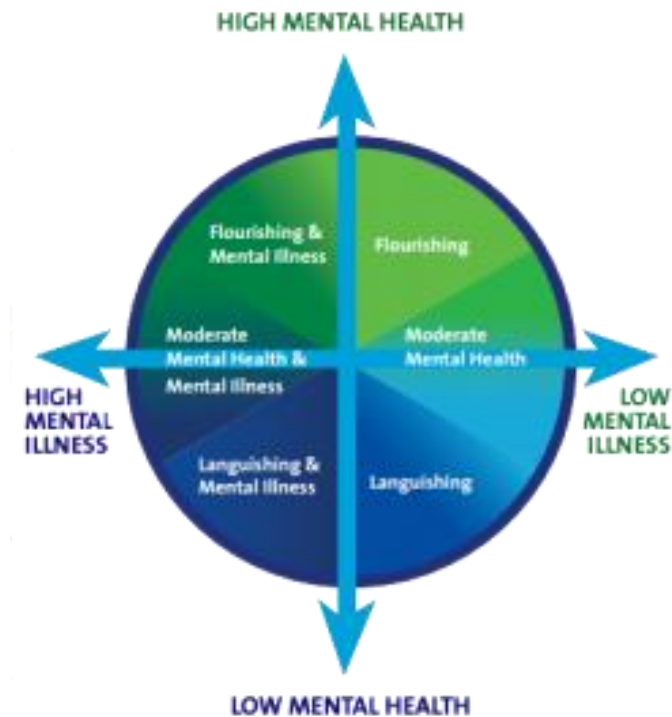 HIGH MENTAL HEALTH
Flourishing &
Mental Illness
Flourishing
Moderate
Mental Health &
Mental Illness
Moderate
Mental Health
HIGH
MENTAL
ILLNESS
LOW
MENTAL
ILLNESS
Languishing &
Mental Illness
Languishing
LOW MENTAL HEALTH